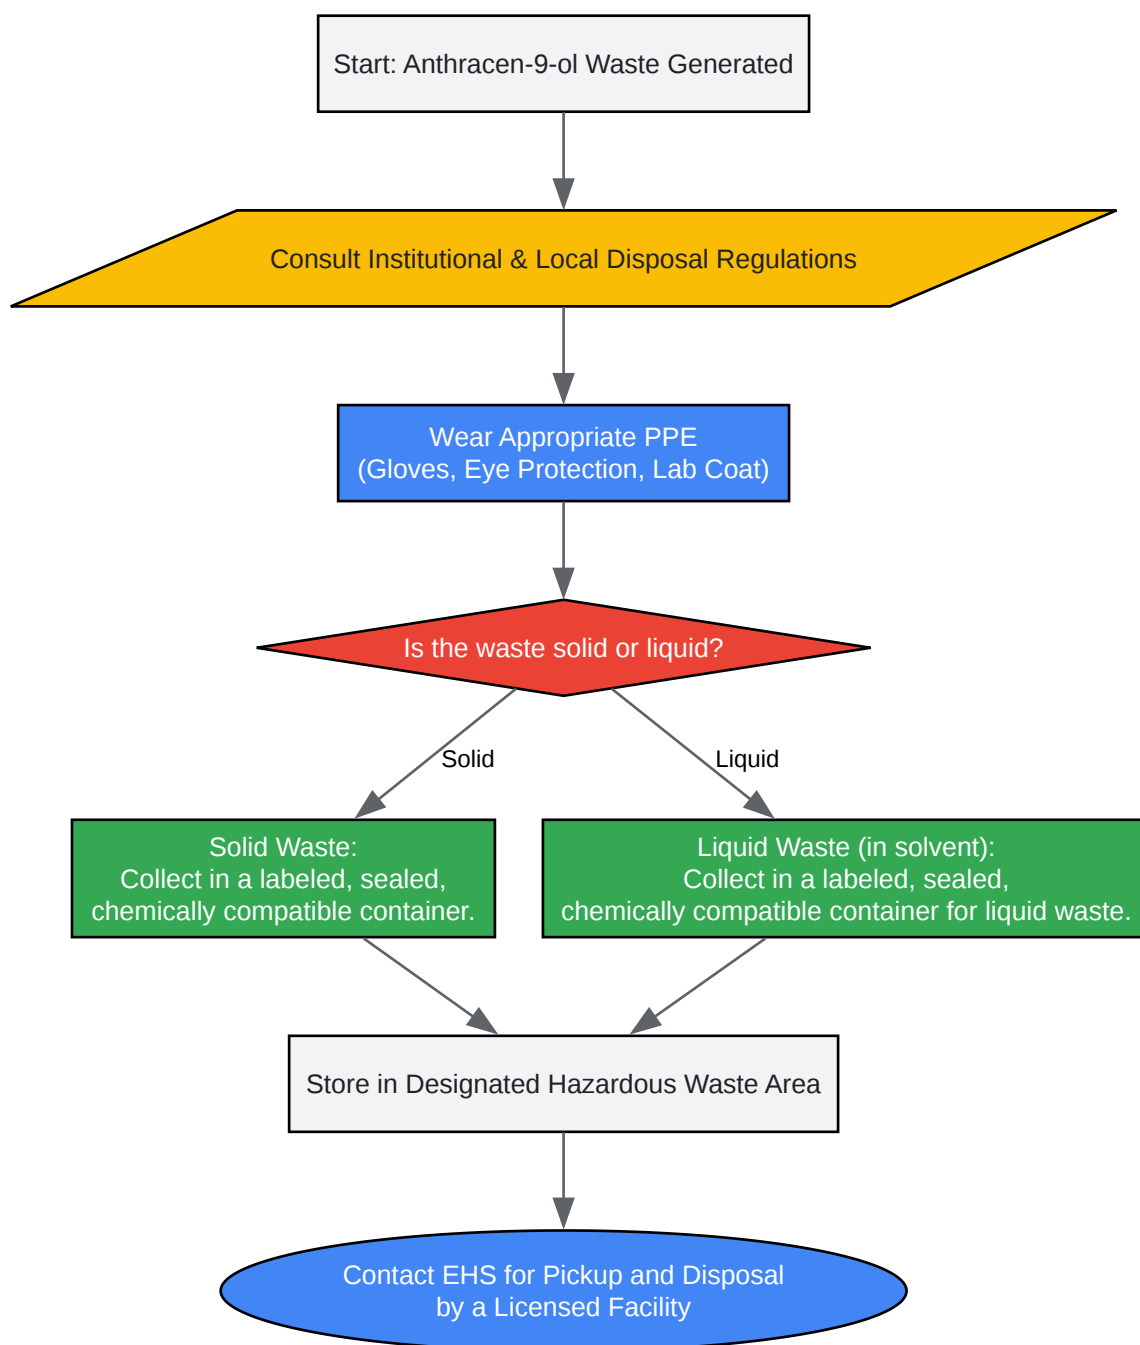 Start: Anthracen-9-ol Waste Generated
Consult Institutional & Local Disposal Regulations
Wear Appropriate PPE
(Gloves, Eye Protection, Lab Coat)
Is the waste solid or liquid?
Solid
Liquid
Solid Waste:
Collect in a labeled, sealed,
chemically compatible container.
Liquid Waste (in solvent):
Collect in a labeled, sealed,
chemically compatible container for liquid waste.
Store in Designated Hazardous Waste Area
Contact EHS for Pickup and Disposal
by a Licensed Facility